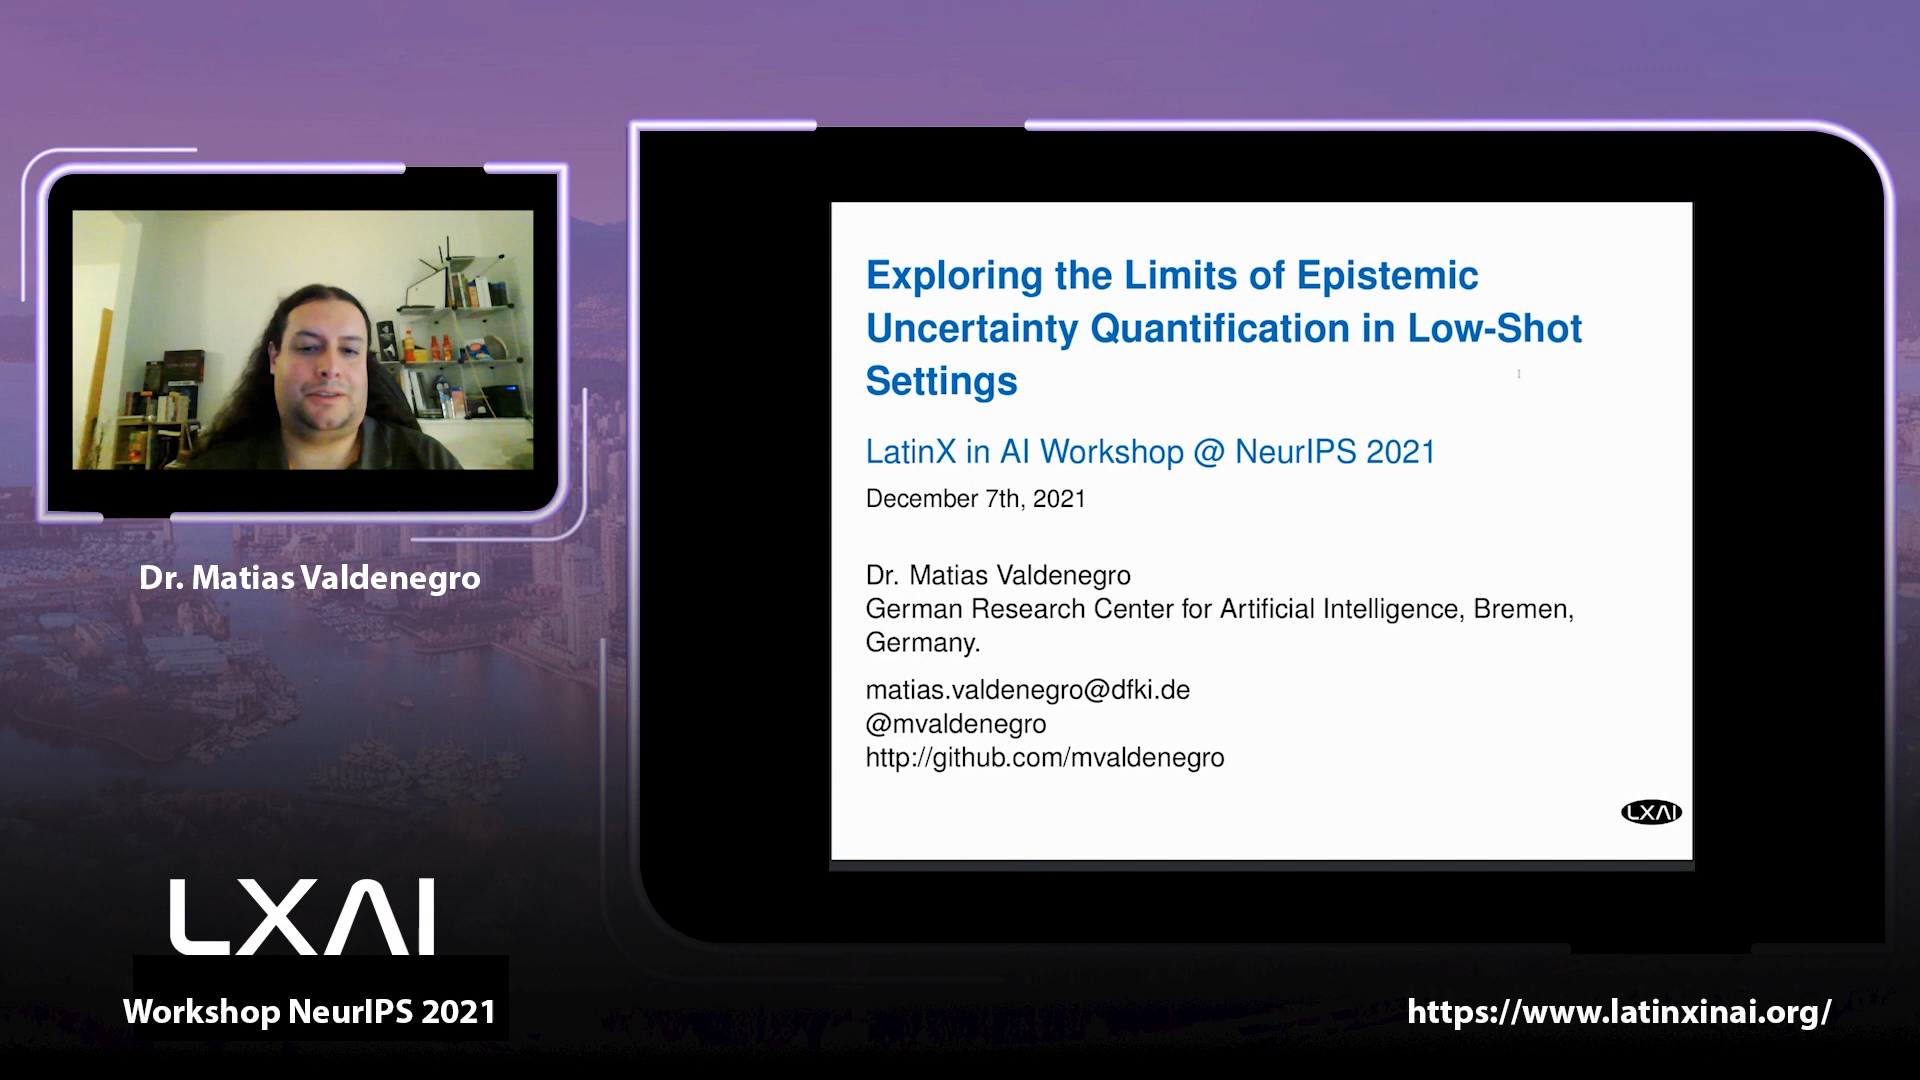 Dr. Matias Valdenegro
LXAI
Workshop NeurIPS 2021
Exploring the Limits of Epistemic
Uncertainty Quantification in Low-Shot
Settings
LatinX in AI Workshop @ NeurIPS 2021
December 7th, 2021
Dr. Matias Valdenegro
German Research Center for Artificial Intelligence, Bremen,
Germany.
matias.valdenegro@dfki.de
@mvaldenegro
http://github.com/mvaldenegro
LXAI
https://www.latinxinai.org/